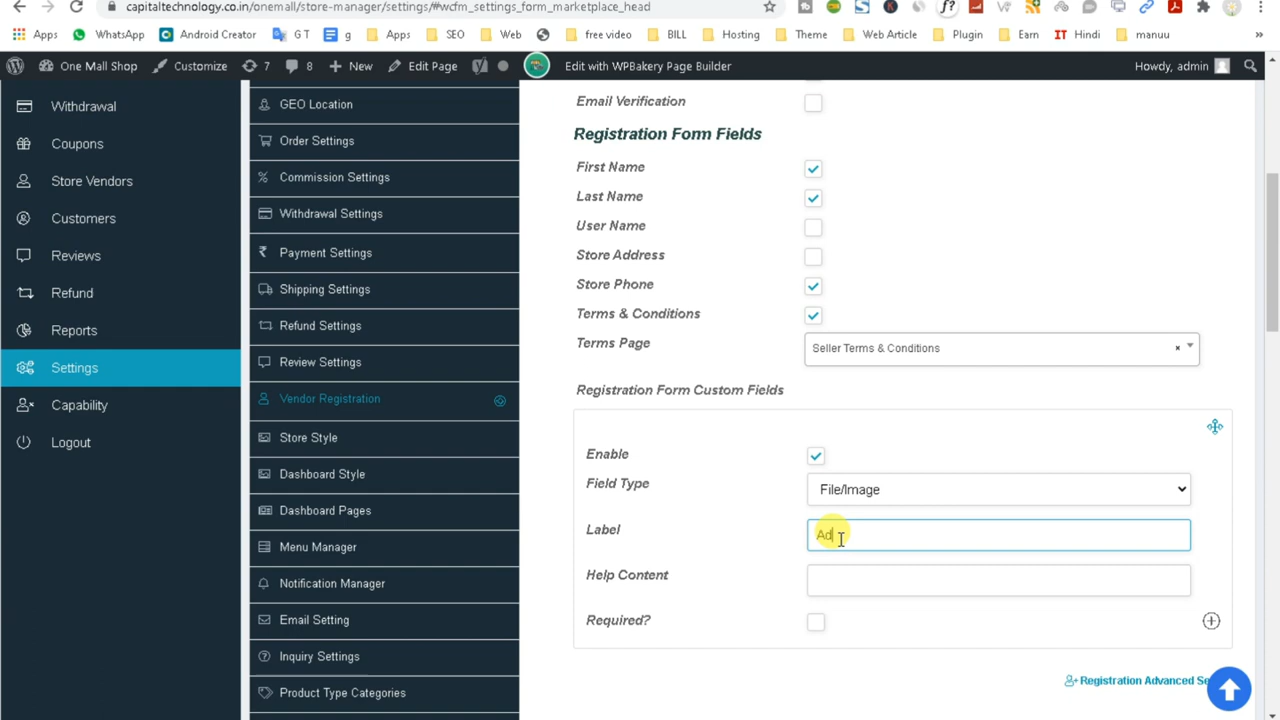 capitaltechnology.co.in/onemall/store-manager/settings/#wcfm_settings_form_marketplace_head
Apps WhatsApp Android Creator G T g Apps SEO Web free video BILL Hosting Theme Web Article Plugin Earn IT Hindi manuu »
One Mall Shop Customize 7 8 + New Edit Page Edit with WPBakery Page Builder Howdy, admin
Withdrawal
Coupons
Store Vendors
Customers
Reviews
Refund
Reports
Settings
Capability
Logout
GEO Location
Order Settings
Commission Settings
Withdrawal Settings
Payment Settings
Shipping Settings
Refund Settings
Review Settings
Vendor Registration
Store Style
Dashboard Style
Dashboard Pages
Menu Manager
Notification Manager
Email Setting
Inquiry Settings
Product Type Categories
Email Verification
Registration Form Fields
First Name
Last Name
User Name
Store Address
Store Phone
Terms & Conditions
Terms Page Seller Terms & Conditions ×
Registration Form Custom Fields
Enable
Field Type File/Image
Label Ad
Help Content
Required?
Registration Advanced Se